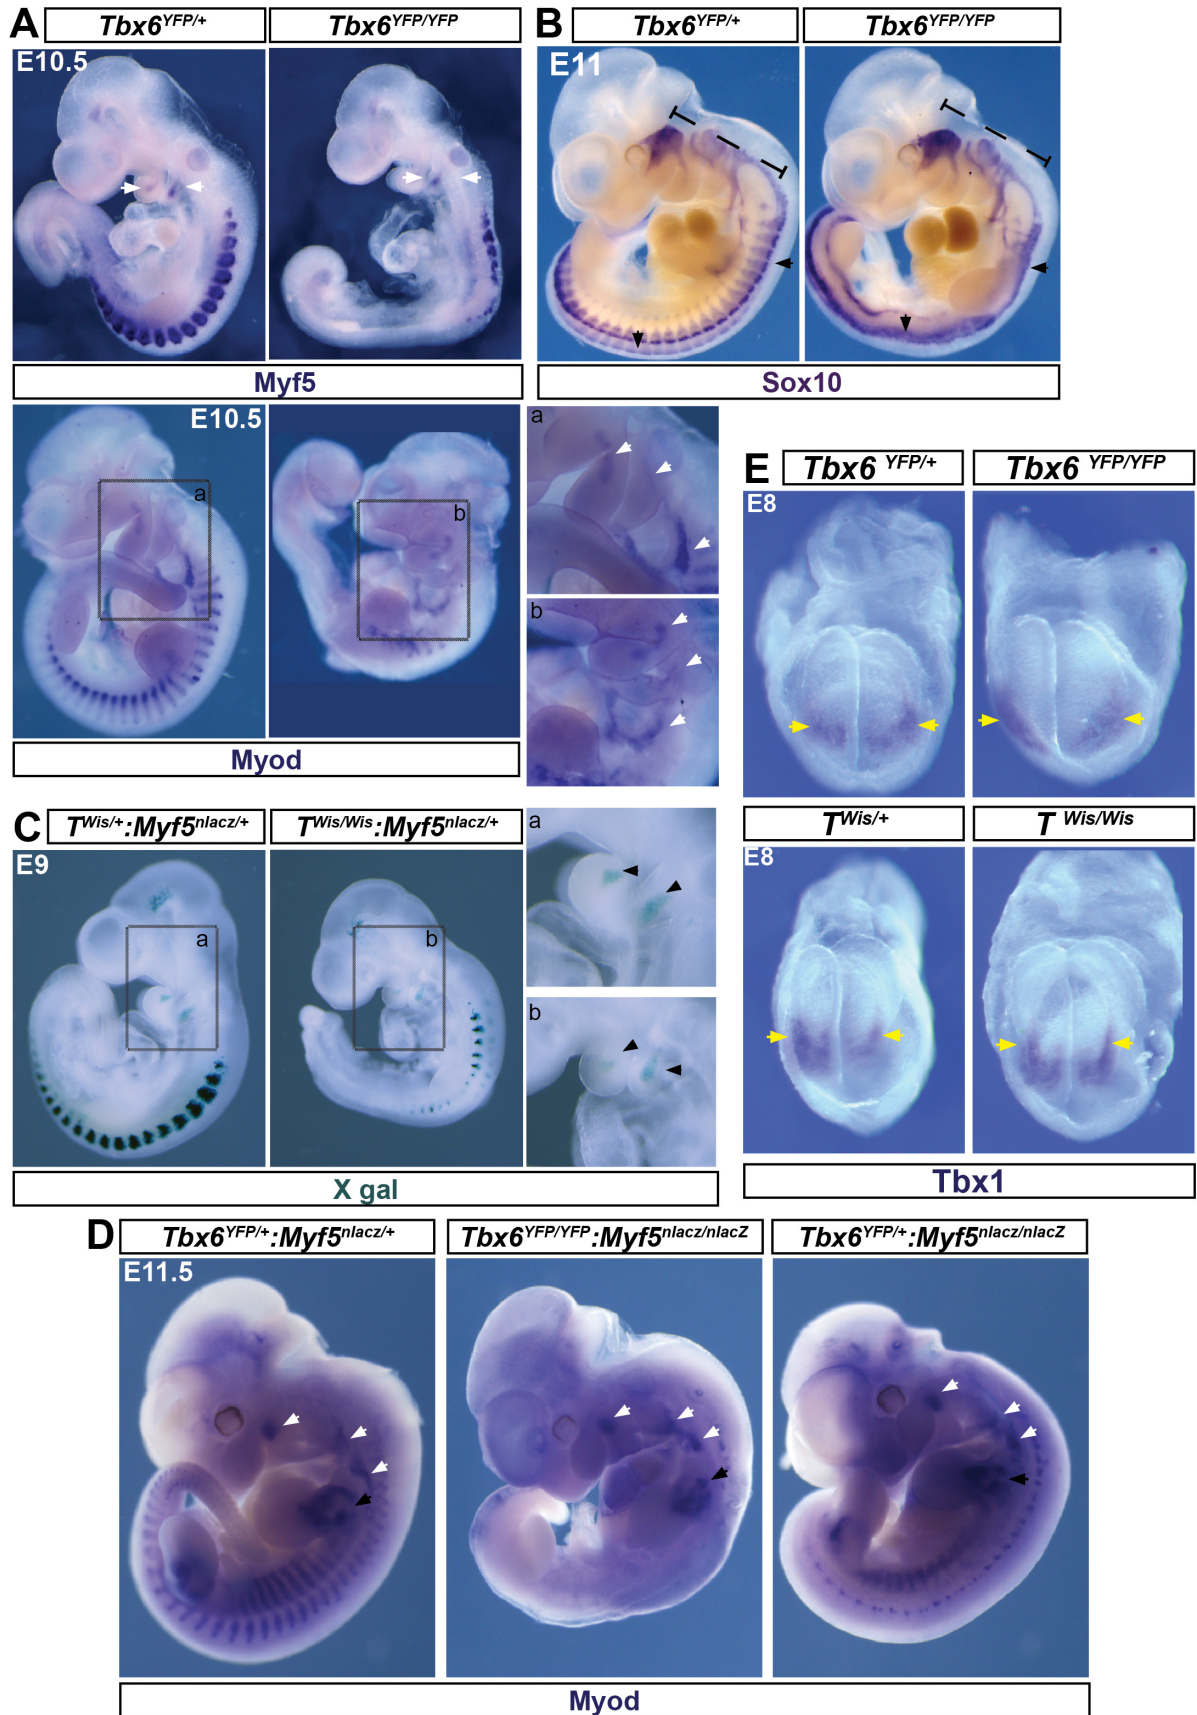 A
Tbx6YFP/+
Tbx6YFP/YFP
E10.5
Myf5
E10.5
a
b
Myod
a
b
B
Tbx6YFP/+
Tbx6YFP/YFP
E11
Sox10
C
TWis/+:Myf5nlacz/+
TWis/Wis:Myf5nlacz/+
E9
a
b
a
b
X gal
E
Tbx6 YFP/+
Tbx6 YFP/YFP
E8
TWis/+
T Wis/Wis
E8
Tbx1
D
Tbx6YFP/+:Myf5nlacz/+
Tbx6YFP/YFP:Myf5nlacz/nlacZ
Tbx6YFP/+:Myf5nlacz/nlacZ
E11.5
Myod